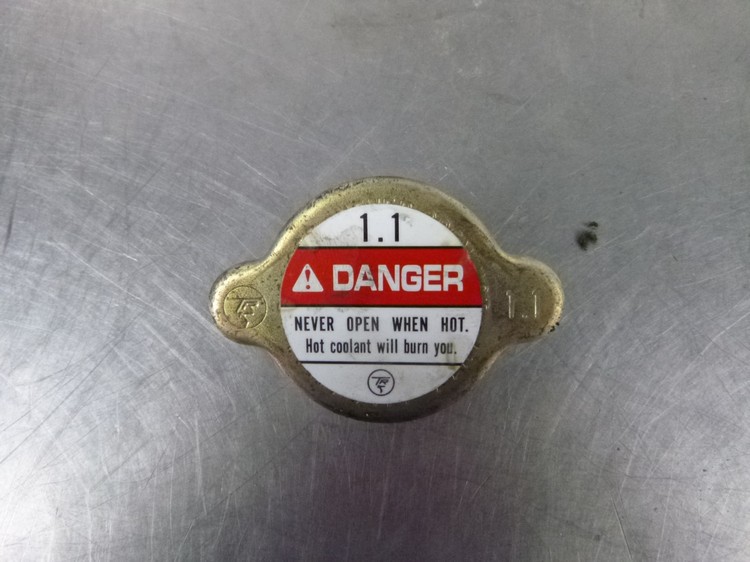 1.1
DANGER
NEVER OPEN WHEN HOT.
Hot coolant will burn you.
1.1